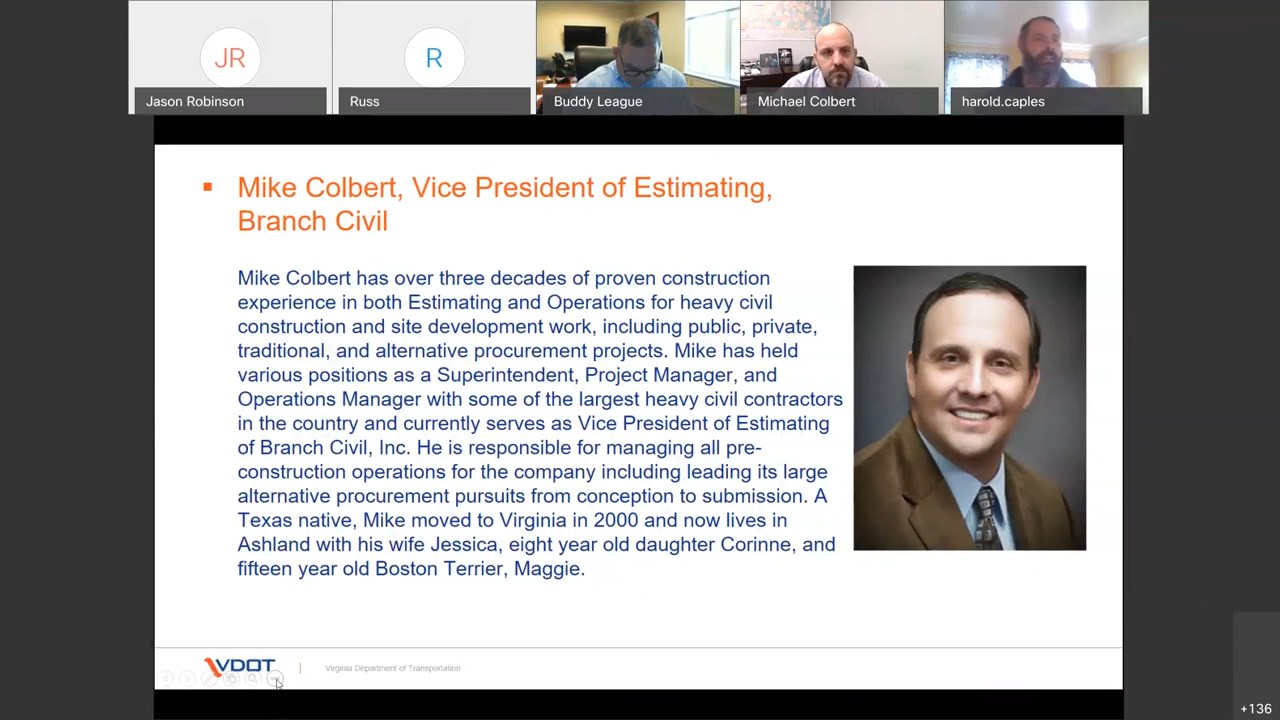 JR
R
Jason Robinson
Russ
Buddy League
Michael Colbert
harold.caples
▪ Mike Colbert, Vice President of Estimating,
Branch Civil
Mike Colbert has over three decades of proven construction
experience in both Estimating and Operations for heavy civil
construction and site development work, including public, private,
traditional, and alternative procurement projects. Mike has held
various positions as a Superintendent, Project Manager, and
Operations Manager with some of the largest heavy civil contractors
in the country and currently serves as Vice President of Estimating
of Branch Civil, Inc. He is responsible for managing all pre-
construction operations for the company including leading its large
alternative procurement pursuits from conception to submission. A
Texas native, Mike moved to Virginia in 2000 and now lives in
Ashland with his wife Jessica, eight year old daughter Corinne, and
fifteen year old Boston Terrier, Maggie.
VDOT | Virginia Department of Transportation
+136